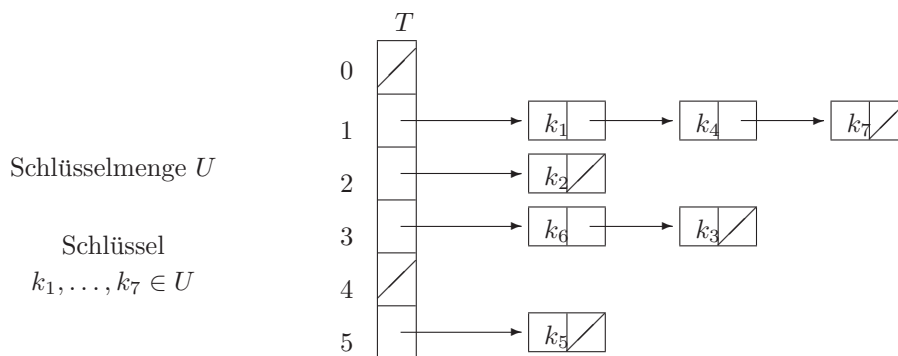 T
0
1 k₁ k₄ k₇
Schlüsselmenge U
2 k₂
3 k₆ k₃
Schlüssel
k₁, . . . , k₇ ∈ U
4
5 k₅